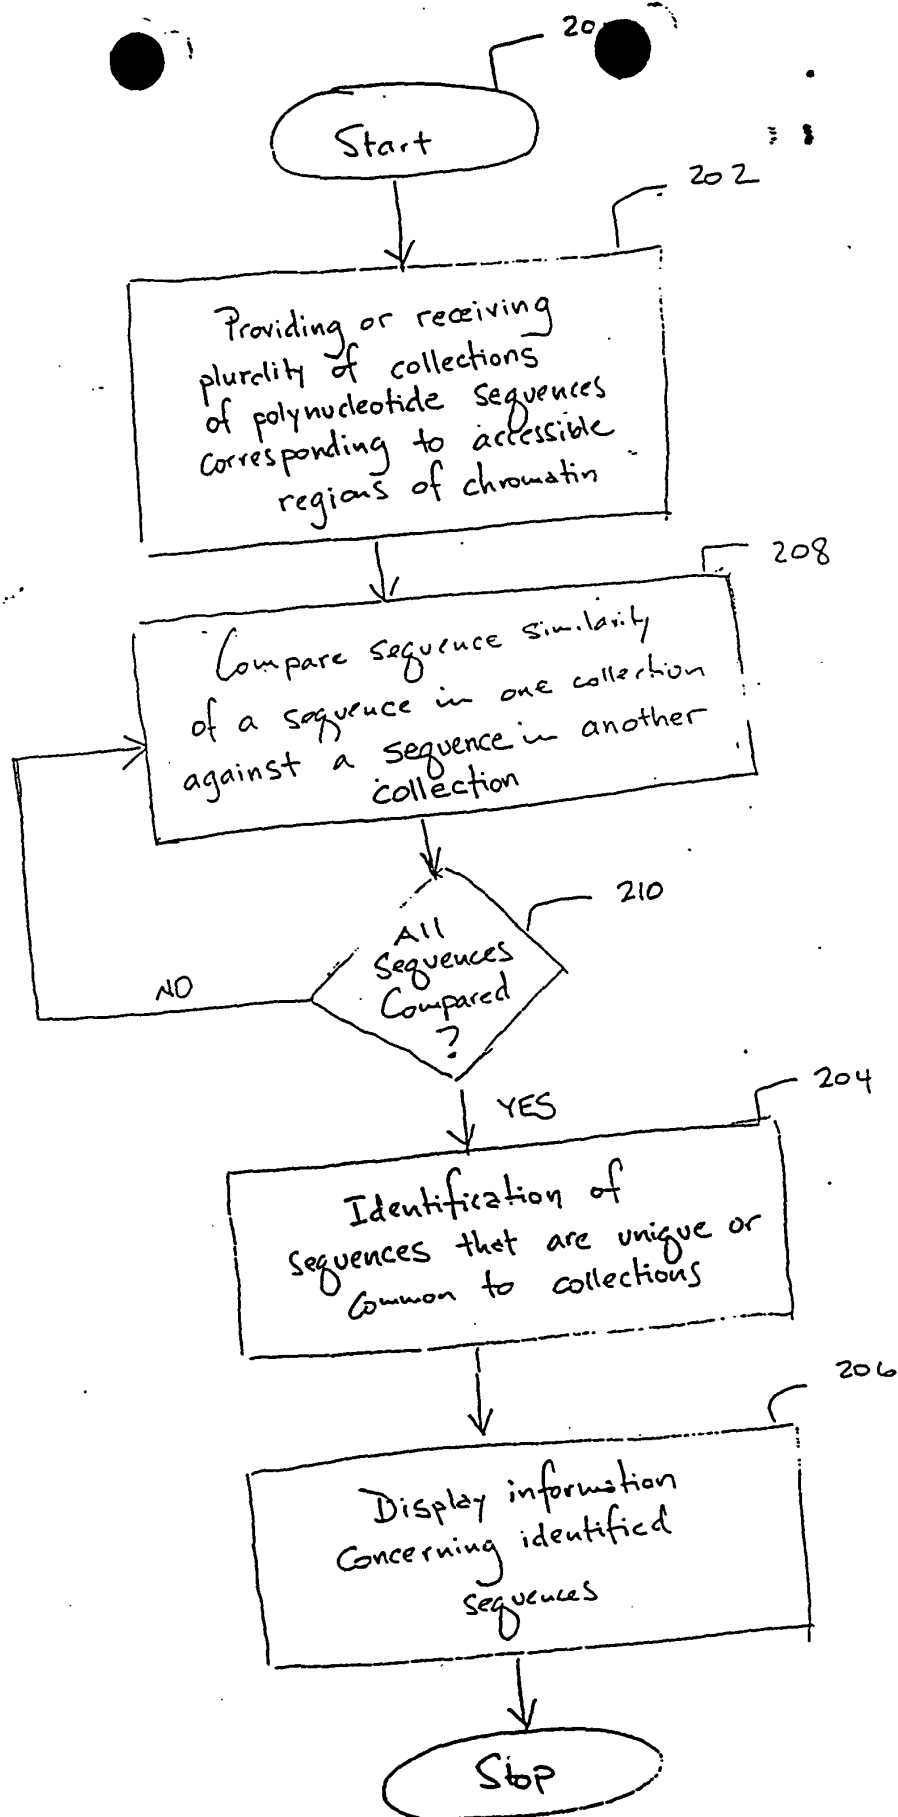 20
Start
202
Providing or receiving
plurality of collections
of polynucleotide sequences
corresponding to accessible
regions of chromatin
208
Compare sequence similarity
of a sequence in one collection
against a sequence in another
collection
210
All
Sequences
Compared
?
NO
YES
204
Identification of
sequences that are unique or
common to collections
206
Display information
concerning identified
sequences
Stop